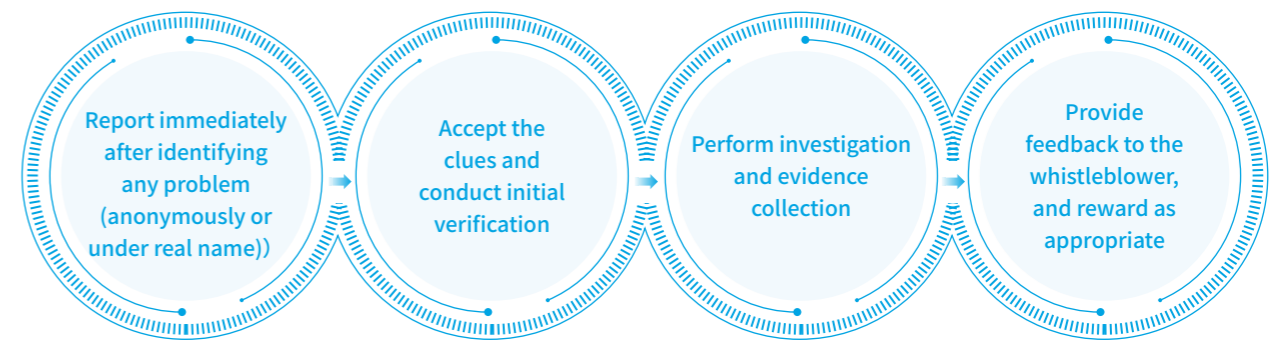 Report immediately
after identifying
any problem
(anonymously or
under real name))
Accept the
clues and
conduct initial
verification
Perform investigation
and evidence
collection
Provide
feedback to the
whistleblower,
and reward as
appropriate